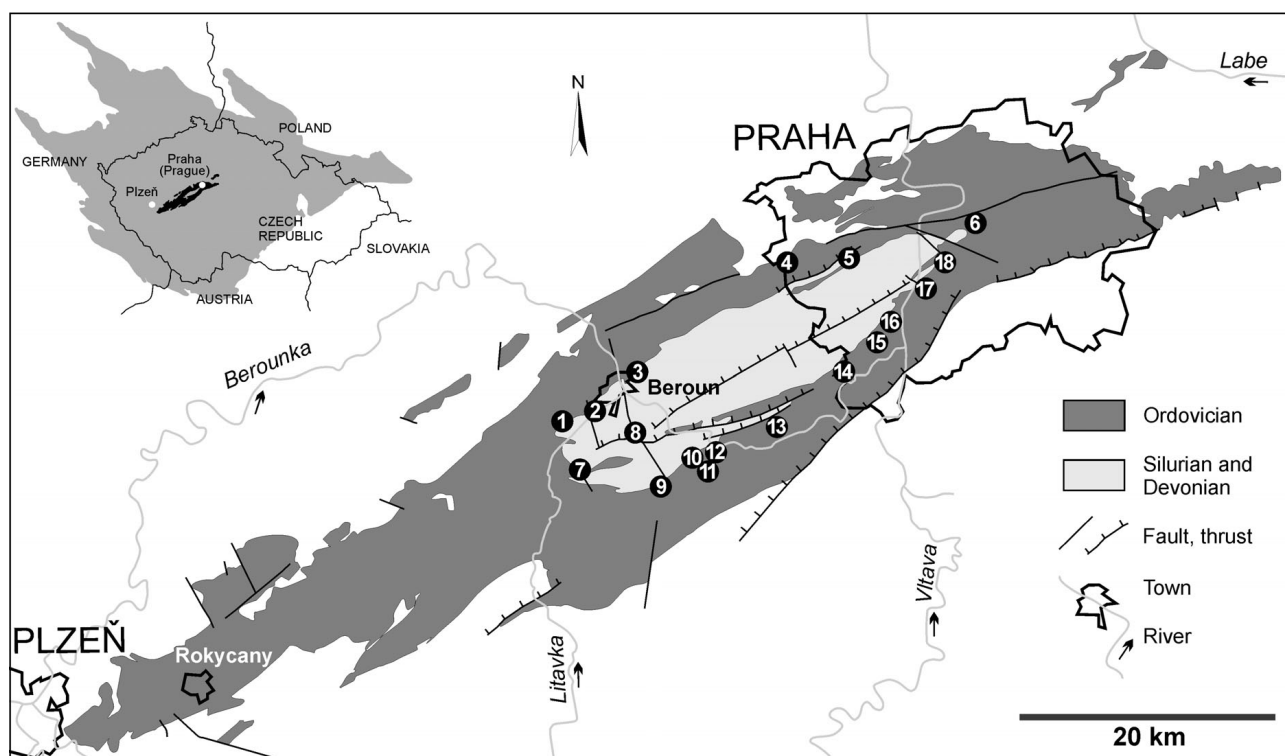 POLAND
GERMANY
Praha
(Prague)
Plzeň
CZECH
REPUBLIC
SLOVAKIA
AUSTRIA
N
Labe
PRAHA
6
4
5
18
17
16
15
14
Berounka
3
Beroun
2
1
8
13
7
10
12
11
9
Ordovician
Silurian and
Devonian
Fault, thrust
Town
River
Vltava
Litavka
PLZEŇ
Rokycany
20 km